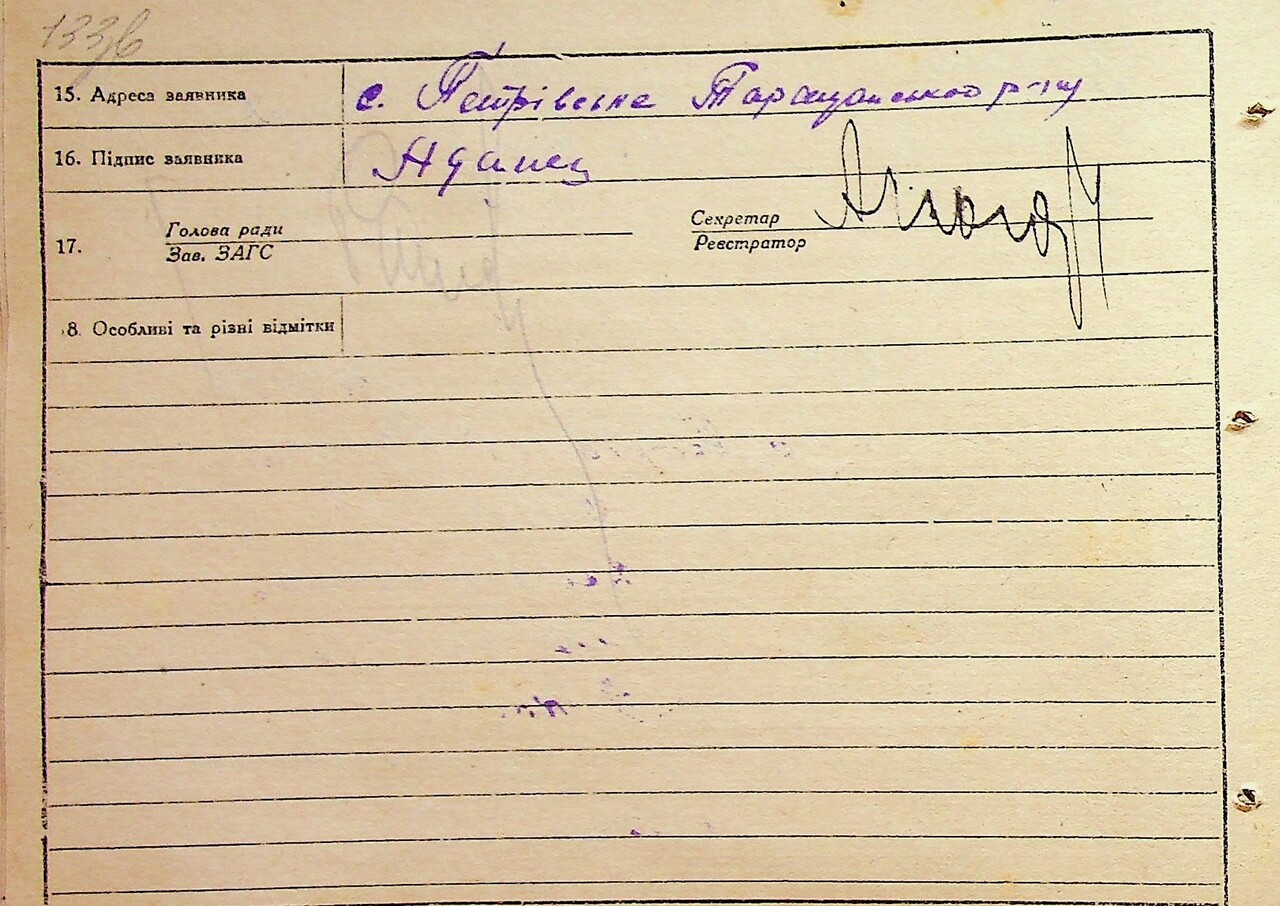 133б
15. Адреса заявника с. Петрівське Таращанського р-ну
16. Підпис заявника
17. Голова ради Секретар
Зав. ЗАГС Реєстратор
8. Особливі та різні відмітки